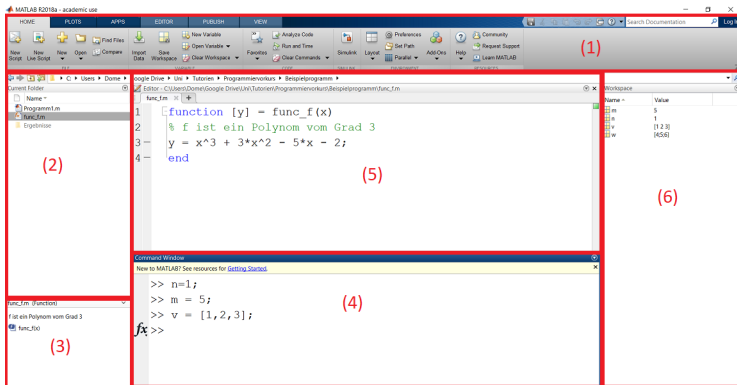 MATLAB R2018a - academic use
HOME PLOTS APPS EDITOR PUBLISH VIEW Search Documentation Log In
New Script New Live Script New Open Find Files Compare
Import Data Save Workspace New Variable Open Variable Clear Workspace
Favorites Analyze Code Run and Time Clear Commands
Simulink Layout Preferences Set Path Parallel Add-Ons
Help Community Request Support Learn MATLAB
(1)
C: Users Dome oogle Drive Uni Tutorien Programmiervorkurs Beispielprogramm
Current Folder
Name
Programm1.m
func_f.m
Ergebnisse
(2)
func_f.m (Function)
f ist ein Polynom vom Grad 3
func_f(x)
(3)
Editor - C:\Users\Dome\Google Drive\Uni\Tutorien\Programmiervorkurs\Beispielprogramm\func_f.m
func_f.m +
1 function [y] = func_f(x)
2 % f ist ein Polynom vom Grad 3
3 - y = x^3 + 3*x^2 - 5*x - 2;
4 - end
(5)
Command Window
New to MATLAB? See resources for Getting Started.
>> n=1;
>> m = 5;
>> v = [1,2,3];
fx >>
(4)
Workspace
Name Value
m 5
n 1
v [1 2 3]
w [4;5;6]
(6)